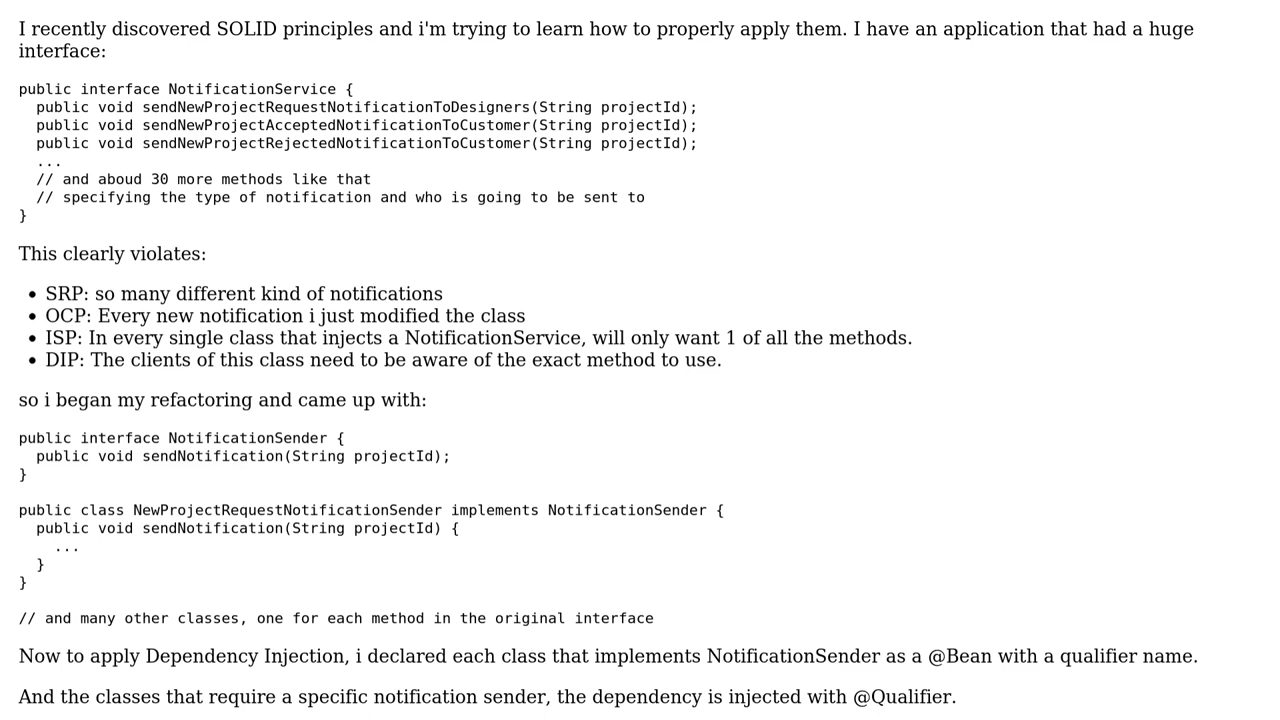 I recently discovered SOLID principles and i'm trying to learn how to properly apply them. I have an application that had a huge
interface:
public interface NotificationService {
  public void sendNewProjectRequestNotificationToDesigners(String projectId);
  public void sendNewProjectAcceptedNotificationToCustomer(String projectId);
  public void sendNewProjectRejectedNotificationToCustomer(String projectId);
  ...
  // and aboud 30 more methods like that
  // specifying the type of notification and who is going to be sent to
}
This clearly violates:
• SRP: so many different kind of notifications
• OCP: Every new notification i just modified the class
• ISP: In every single class that injects a NotificationService, will only want 1 of all the methods.
• DIP: The clients of this class need to be aware of the exact method to use.
so i began my refactoring and came up with:
public interface NotificationSender {
  public void sendNotification(String projectId);
}
public class NewProjectRequestNotificationSender implements NotificationSender {
  public void sendNotification(String projectId) {
    ...
  }
}
// and many other classes, one for each method in the original interface
Now to apply Dependency Injection, i declared each class that implements NotificationSender as a @Bean with a qualifier name.
And the classes that require a specific notification sender, the dependency is injected with @Qualifier.